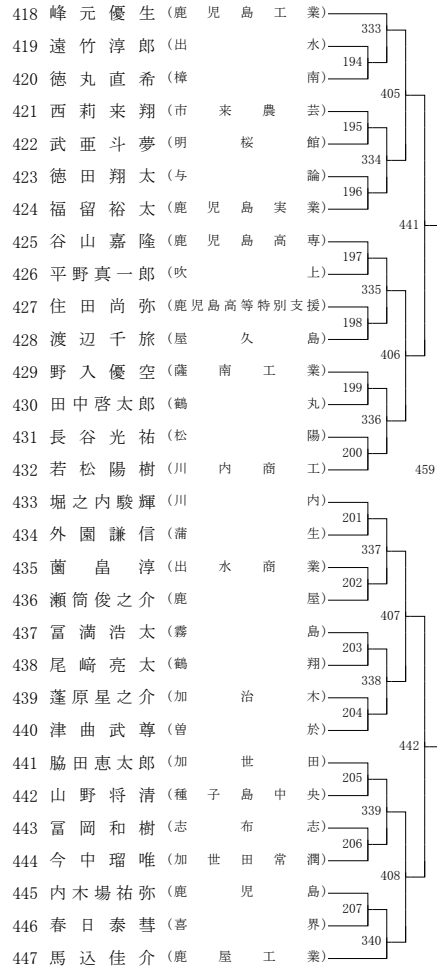 418 峰元優生 (鹿児島工業)
419 遠竹淳郎 (出水)
420 徳丸直希 (樟南)
421 西莉来翔 (市来農芸)
422 武亜斗夢 (明桜館)
423 徳田翔太 (与論)
424 福留裕太 (鹿児島実業)
425 谷山嘉隆 (鹿児島高専)
426 平野真一郎 (吹上)
427 住田尚弥 (鹿児島高等特別支援)
428 渡辺千旅 (屋久島)
429 野入優空 (薩南工業)
430 田中啓太郎 (鶴丸)
431 長谷光祐 (松陽)
432 若松陽樹 (川内商工)
433 堀之内駿輝 (川内)
434 外園謙信 (蒲生)
435 薗畠淳 (出水商業)
436 瀬筒俊之介 (鹿屋)
437 冨満浩太 (霧島)
438 尾﨑亮太 (鶴翔)
439 蓬原星之介 (加治木)
440 津曲武尊 (曽於)
441 脇田恵太郎 (加世田)
442 山野将清 (種子島中央)
443 冨岡和樹 (志布志)
444 今中瑠唯 (加世田常潤)
445 内木場祐弥 (鹿児島)
446 春日泰彗 (喜界)
447 馬込佳介 (鹿屋工業)
194
195
196
197
198
199
200
201
202
203
204
205
206
207
333
334
335
336
337
338
339
340
405
406
407
408
441
442
459